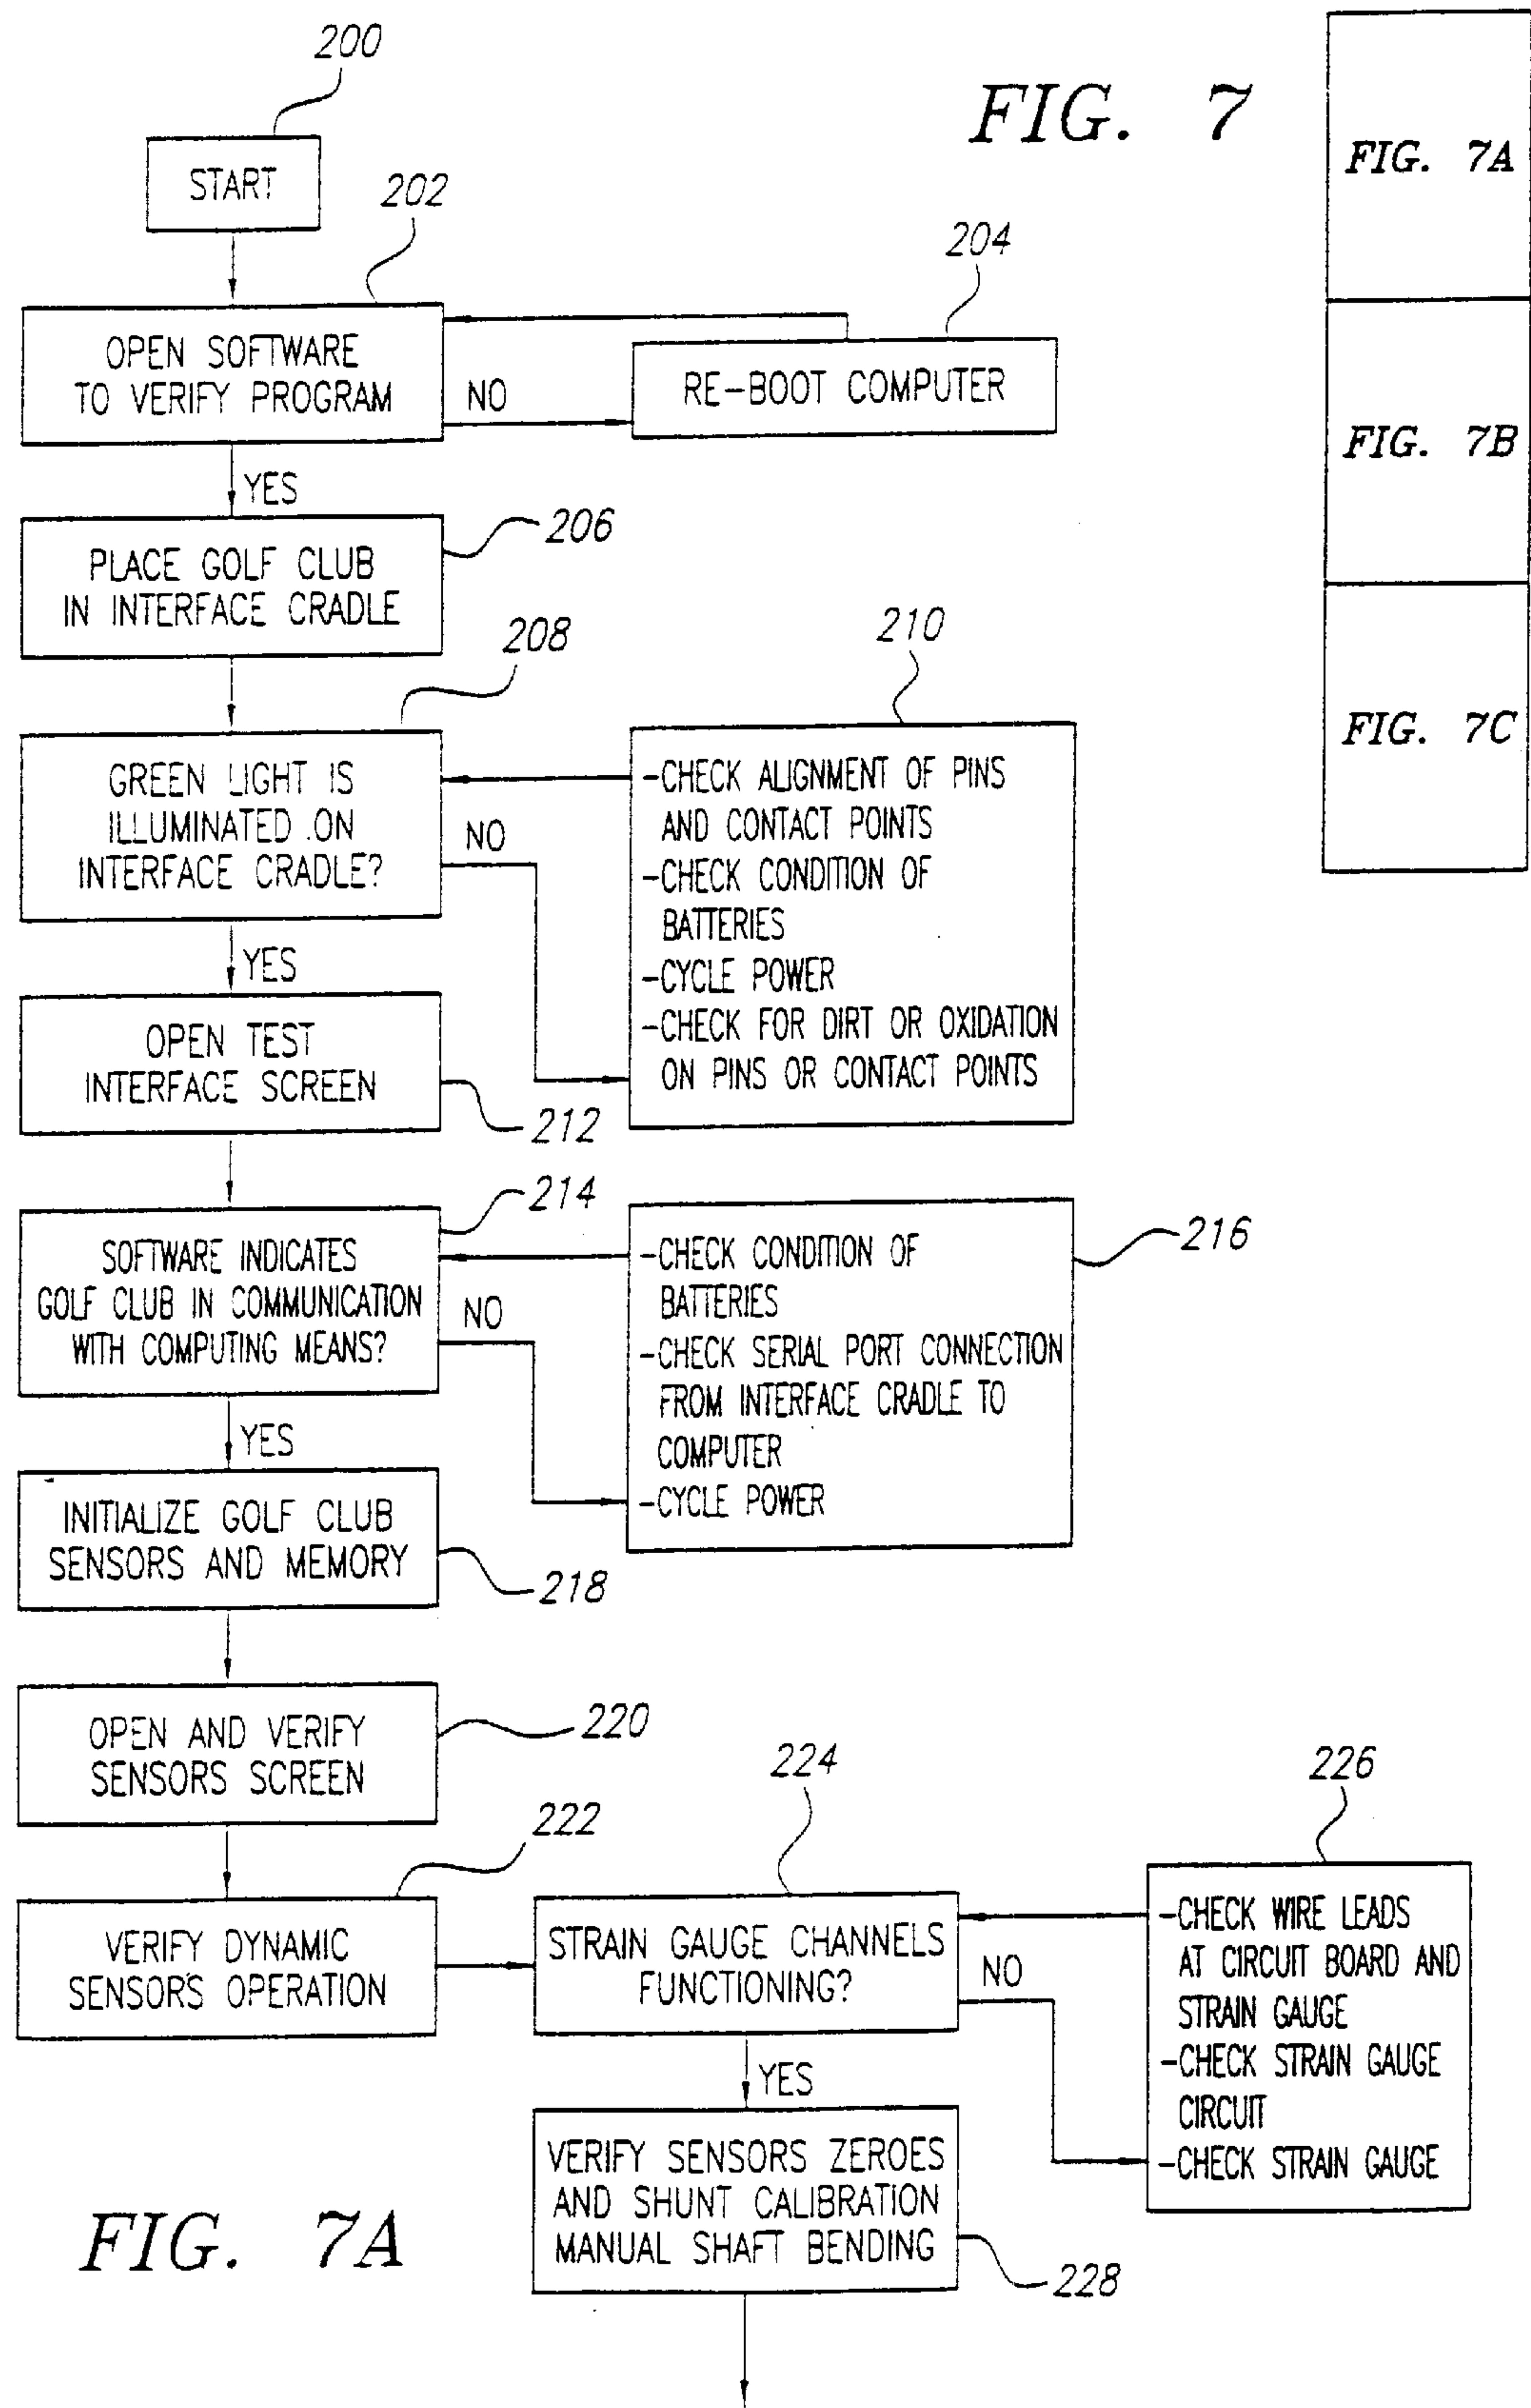 200
FIG. 7
FIG. 7A
START
202
204
OPEN SOFTWARE
TO VERIFY PROGRAM
NO
RE-BOOT COMPUTER
FIG. 7B
YES
206
PLACE GOLF CLUB
IN INTERFACE CRADLE
208
210
FIG. 7C
GREEN LIGHT IS
ILLUMINATED ON
INTERFACE CRADLE?
NO
-CHECK ALIGNMENT OF PINS
AND CONTACT POINTS
-CHECK CONDITION OF
BATTERIES
-CYCLE POWER
-CHECK FOR DIRT OR OXIDATION
ON PINS OR CONTACT POINTS
YES
OPEN TEST
INTERFACE SCREEN
212
214
SOFTWARE INDICATES
GOLF CLUB IN COMMUNICATION
WITH COMPUTING MEANS?
NO
-CHECK CONDITION OF
BATTERIES
-CHECK SERIAL PORT CONNECTION
FROM INTERFACE CRADLE TO
COMPUTER
-CYCLE POWER
216
YES
INITIALIZE GOLF CLUB
SENSORS AND MEMORY
218
OPEN AND VERIFY
SENSORS SCREEN
220
222
224
226
VERIFY DYNAMIC
SENSORS OPERATION
STRAIN GAUGE CHANNELS
FUNCTIONING?
NO
-CHECK WIRE LEADS
AT CIRCUIT BOARD AND
STRAIN GAUGE
-CHECK STRAIN GAUGE
CIRCUIT
-CHECK STRAIN GAUGE
YES
VERIFY SENSORS ZEROES
AND SHUNT CALIBRATION
MANUAL SHAFT BENDING
228
FIG. 7A